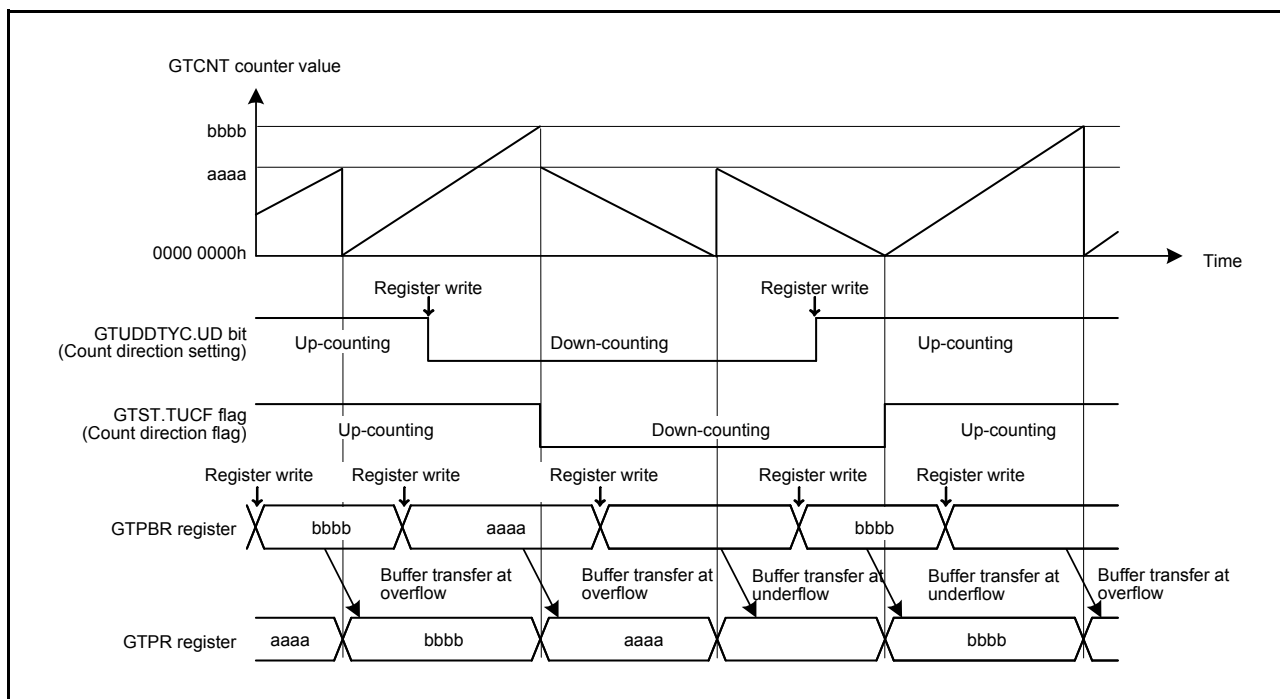 GTCNT counter value
bbbb
aaaa
0000 0000h
Time
Register write
Register write
GTUDDTYC.UD bit
(Count direction setting)
Up-counting
Down-counting
Up-counting
GTST.TUCF flag
(Count direction flag)
Up-counting
Down-counting
Up-counting
Register write
Register write
Register write
Register write
Register write
GTPBR register
bbbb
aaaa
bbbb
Buffer transfer at
overflow
Buffer transfer at
overflow
Buffer transfer at
underflow
Buffer transfer at
underflow
Buffer transfer at
overflow
GTPR register
aaaa
bbbb
aaaa
bbbb